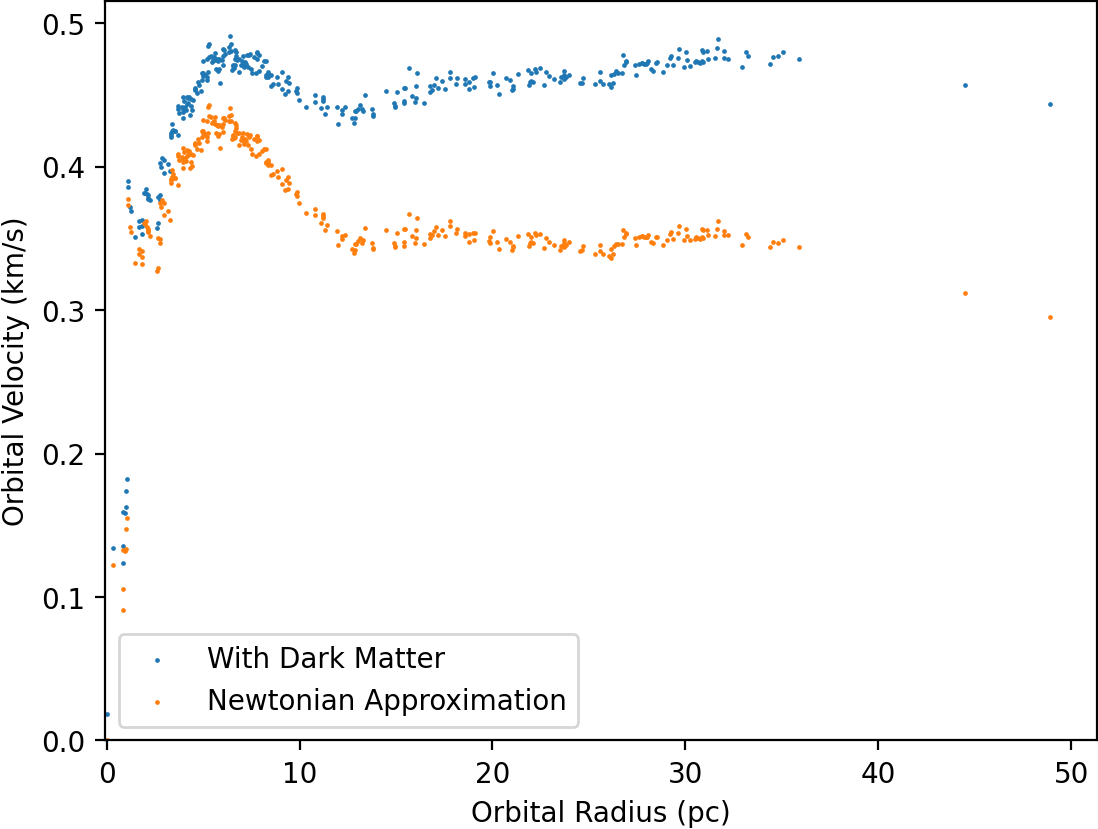 Orbital Velocity (km/s)
0.5
0.4
0.3
0.2
0.1
0.0
With Dark Matter
Newtonian Approximation
0 10 20 30 40 50
Orbital Radius (pc)